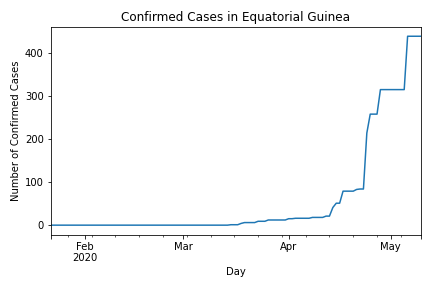 Confirmed Cases in Equatorial Guinea
Number of Confirmed Cases
400
300
200
100
0
Feb
2020
Mar
Apr
May
Day